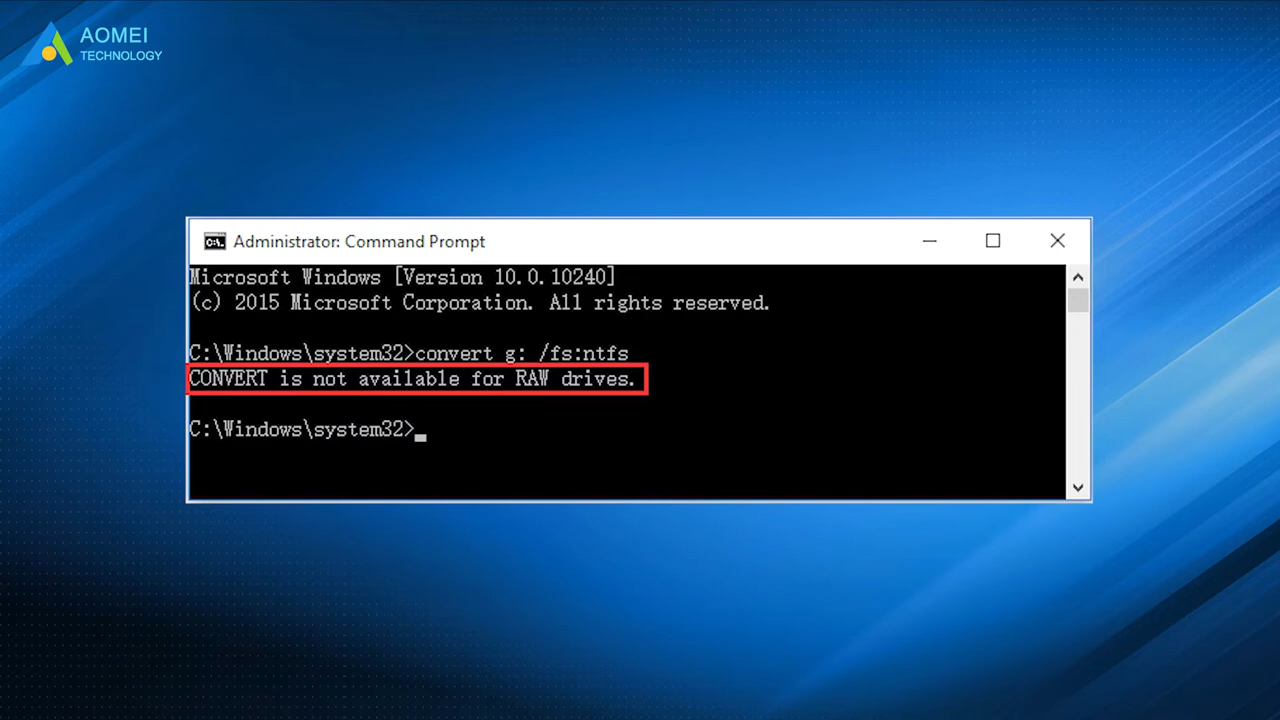 AOMEI
TECHNOLOGY
Administrator: Command Prompt
Microsoft Windows [Version 10.0.10240]
(c) 2015 Microsoft Corporation. All rights reserved.
C:\Windows\system32>convert g: /fs:ntfs
CONVERT is not available for RAW drives.
C:\Windows\system32>